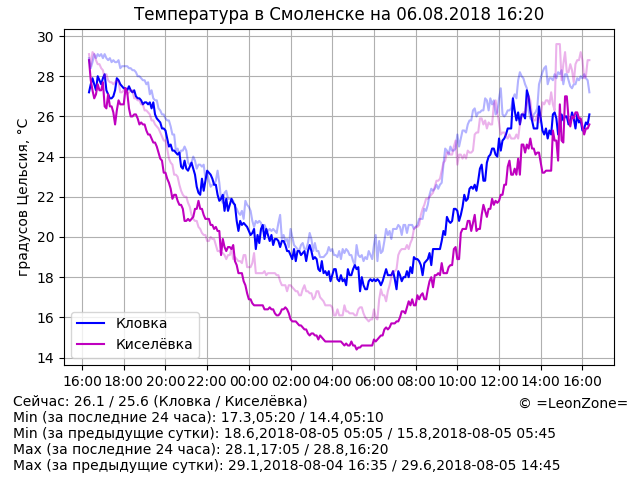 Температура в Смоленске на 06.08.2018 16:20
градусов Цельсия, °C
30
28
26
24
22
20
18
16
14
Кловка
Киселёвка
16:00 18:00 20:00 22:00 00:00 02:00 04:00 06:00 08:00 10:00 12:00 14:00 16:00
Сейчас: 26.1 / 25.6 (Кловка / Киселёвка)
© =LeonZone=
Min (за последние 24 часа): 17.3,05:20 / 14.4,05:10
Min (за предыдущие сутки): 18.6,2018-08-05 05:05 / 15.8,2018-08-05 05:45
Max (за последние 24 часа): 28.1,17:05 / 28.8,16:20
Max (за предыдущие сутки): 29.1,2018-08-04 16:35 / 29.6,2018-08-05 14:45